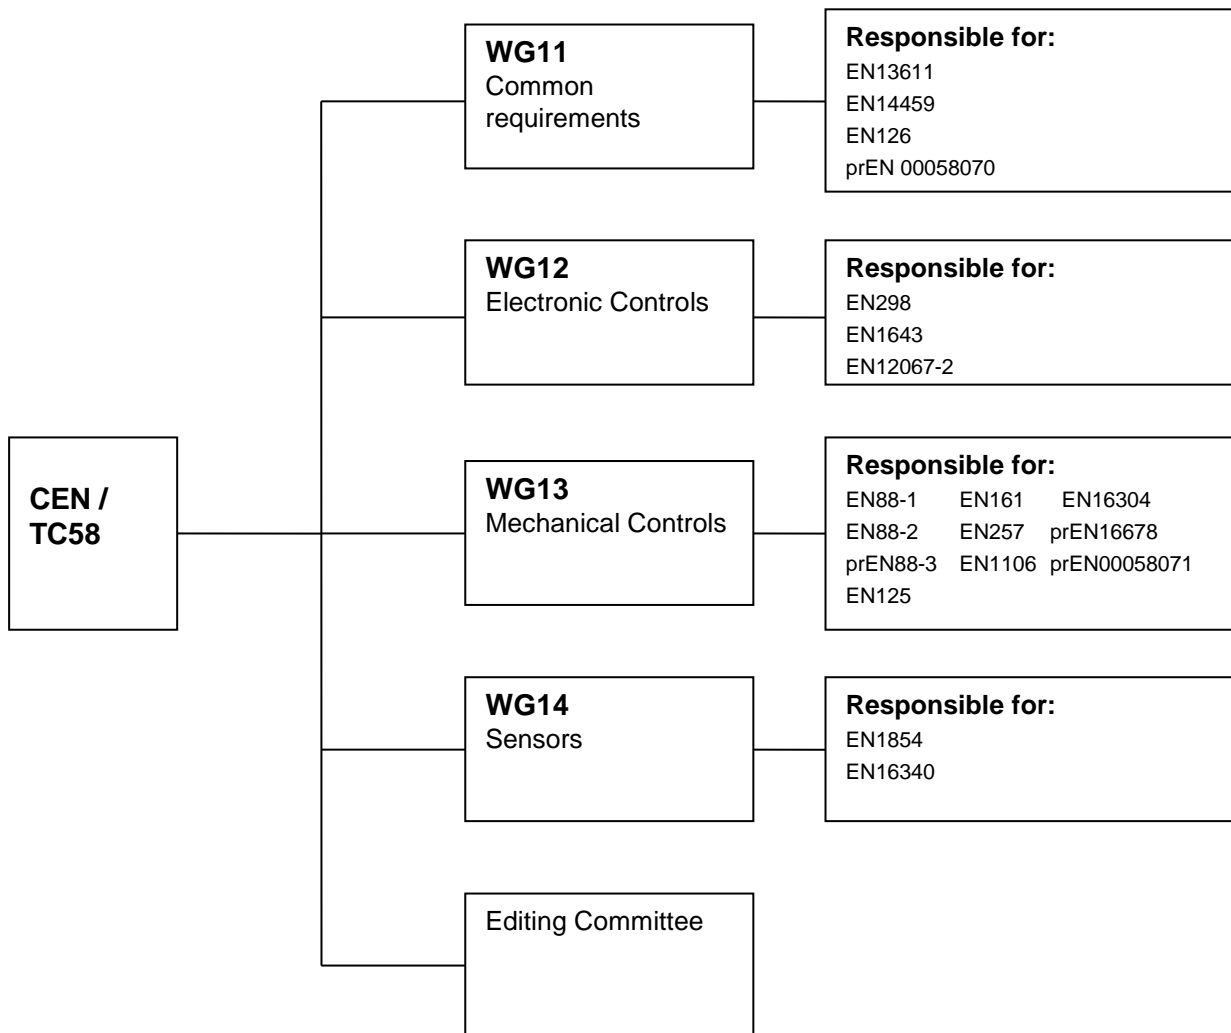 CEN /
TC58
WG11
Common
requirements
Responsible for:
EN13611
EN14459
EN126
prEN 00058070
WG12
Electronic Controls
Responsible for:
EN298
EN1643
EN12067-2
WG13
Mechanical Controls
Responsible for:
EN88-1 EN161 EN16304
EN88-2 EN257 prEN16678
prEN88-3 EN1106 prEN00058071
EN125
WG14
Sensors
Responsible for:
EN1854
EN16340
Editing Committee